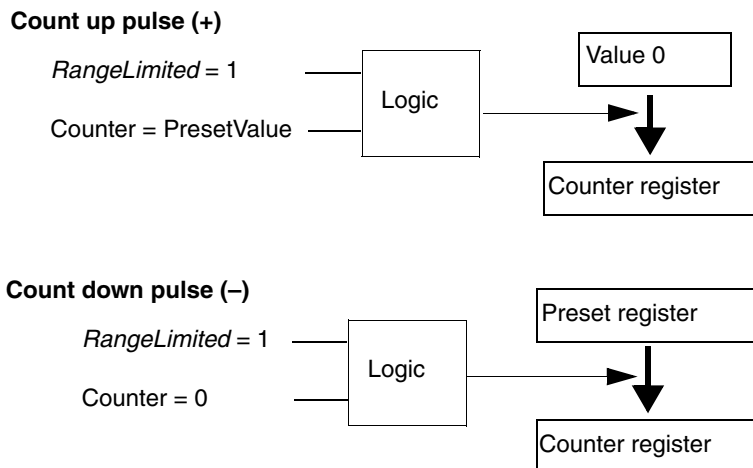 Count up pulse (+)
RangeLimited = 1
Counter = PresetValue
Logic
Value 0
Counter register
Count down pulse (–)
RangeLimited = 1
Counter = 0
Logic
Preset register
Counter register